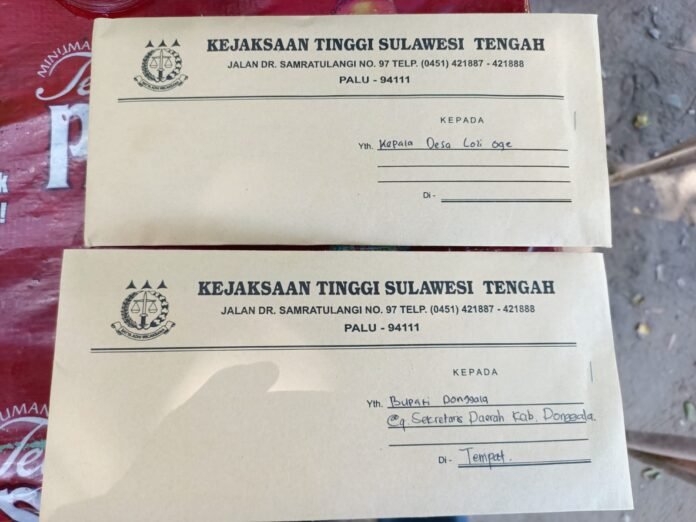 KEJAKSAAN TINGGI SULAWESI TENGAH
JALAN DR. SAMRATULANGI NO. 97 TELP. (0451) 421887 - 421888
PALU - 94111
KEPADA
Yth. Kepala Desa Loli oge
Di -
KEJAKSAAN TINGGI SULAWESI TENGAH
JALAN DR. SAMRATULANGI NO. 97 TELP. (0451) 421887 - 421888
PALU - 94111
KEPADA
Yth. Bupati Donggala
Cq. Sekretaris Daerah Kab. Donggala.
Di - Tempat.
MINUMAN
Te